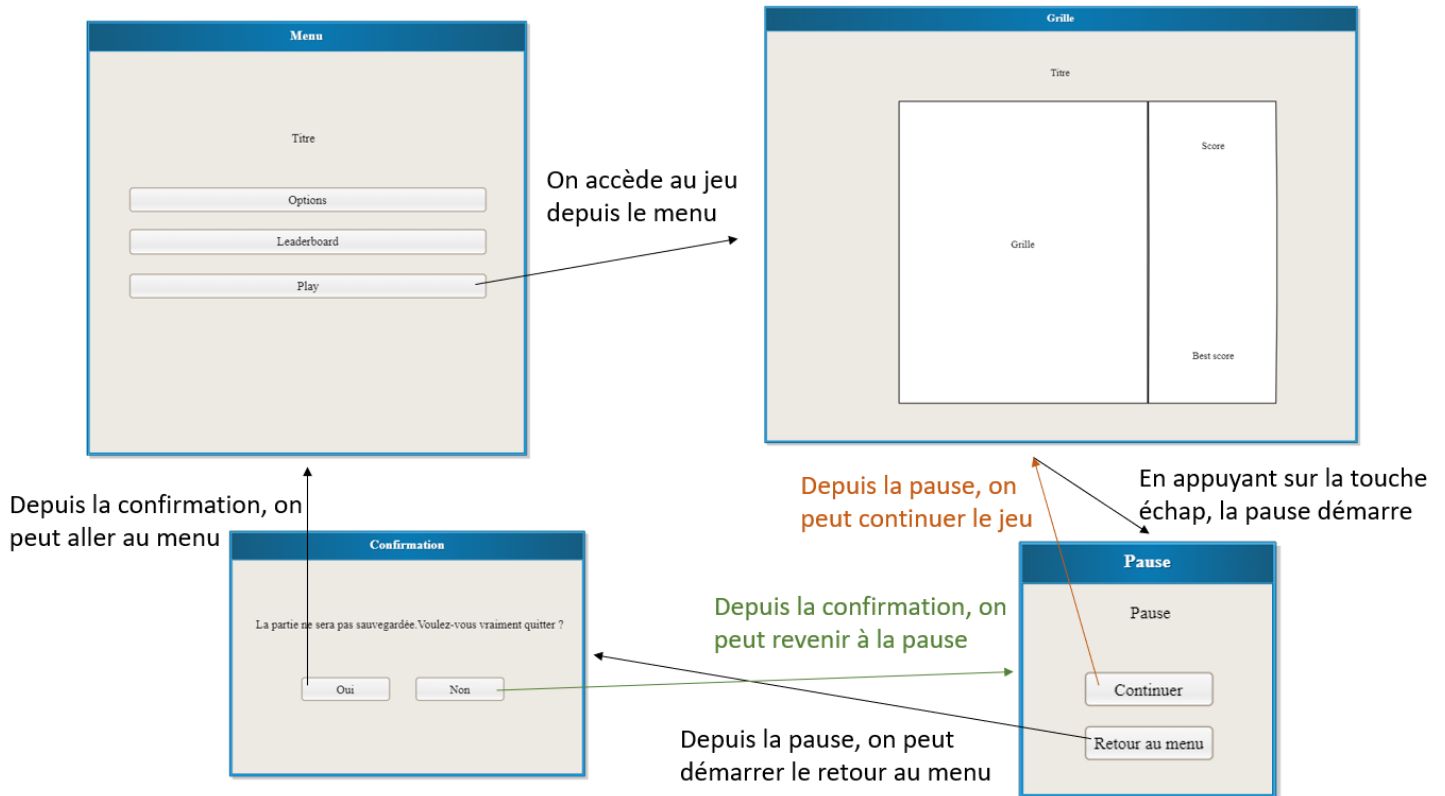 Menu
Titre
Options
Leaderboard
Play
On accède au jeu
depuis le menu
Grille
Titre
Grille
Score
Best score
Depuis la confirmation, on
peut aller au menu
Depuis la pause, on
peut continuer le jeu
En appuyant sur la touche
échap, la pause démarre
Confirmation
La partie ne sera pas sauvegardée.Voulez-vous vraiment quitter ?
Oui
Non
Depuis la confirmation, on
peut revenir à la pause
Depuis la pause, on peut
démarrer le retour au menu
Pause
Pause
Continuer
Retour au menu